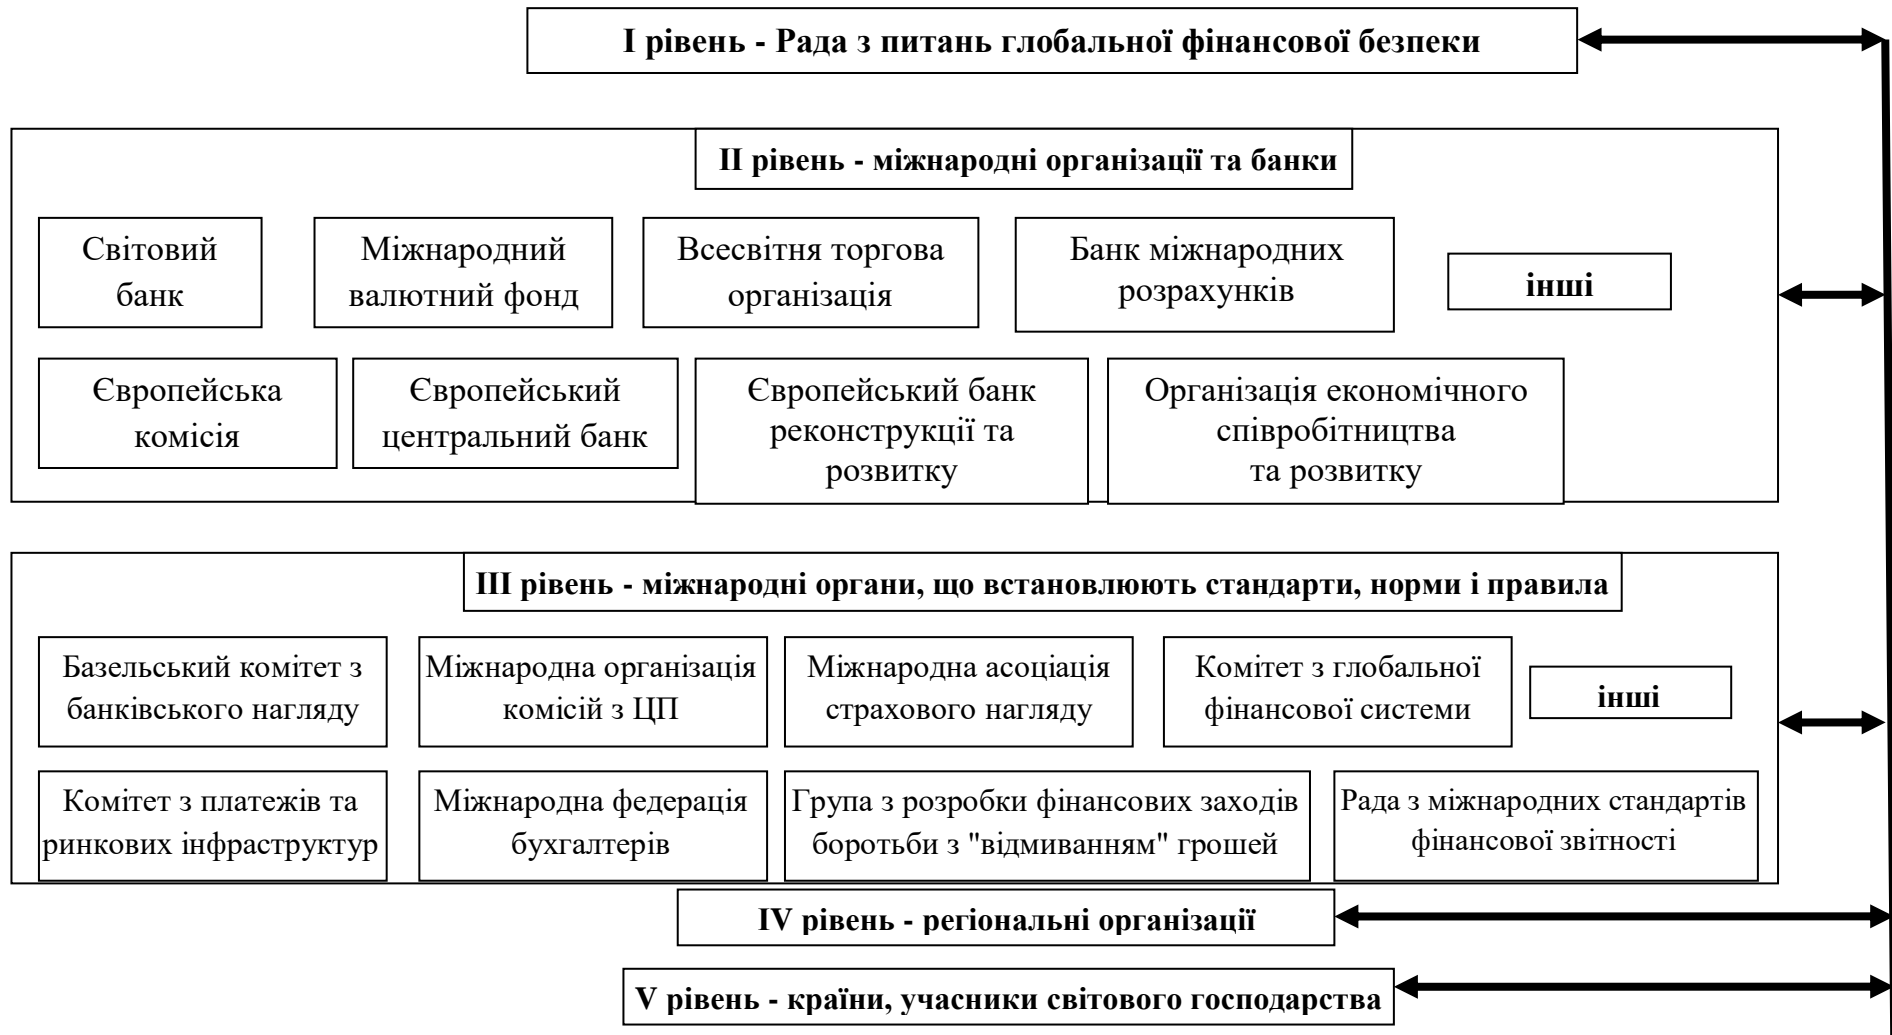 I рівень - Рада з питань глобальної фінансової безпеки
II рівень - міжнародні організації та банки
Світовий
банк
Міжнародний
валютний фонд
Всесвітня торгова
організація
Банк міжнародних
розрахунків
інші
Європейська
комісія
Європейський
центральний банк
Європейський банк
реконструкції та
розвитку
Організація економічного
співробітництва
та розвитку
III рівень - міжнародні органи, що встановлюють стандарти, норми і правила
Базельський комітет з
банківського нагляду
Міжнародна організація
комісій з ЦП
Міжнародна асоціація
страхового нагляду
Комітет з глобальної
фінансової системи
інші
Комітет з платежів та
ринкових інфраструктур
Міжнародна федерація
бухгалтерів
Група з розробки фінансових заходів
боротьби з "відмиванням" грошей
Рада з міжнародних стандартів
фінансової звітності
IV рівень - регіональні організації
V рівень - країни, учасники світового господарства